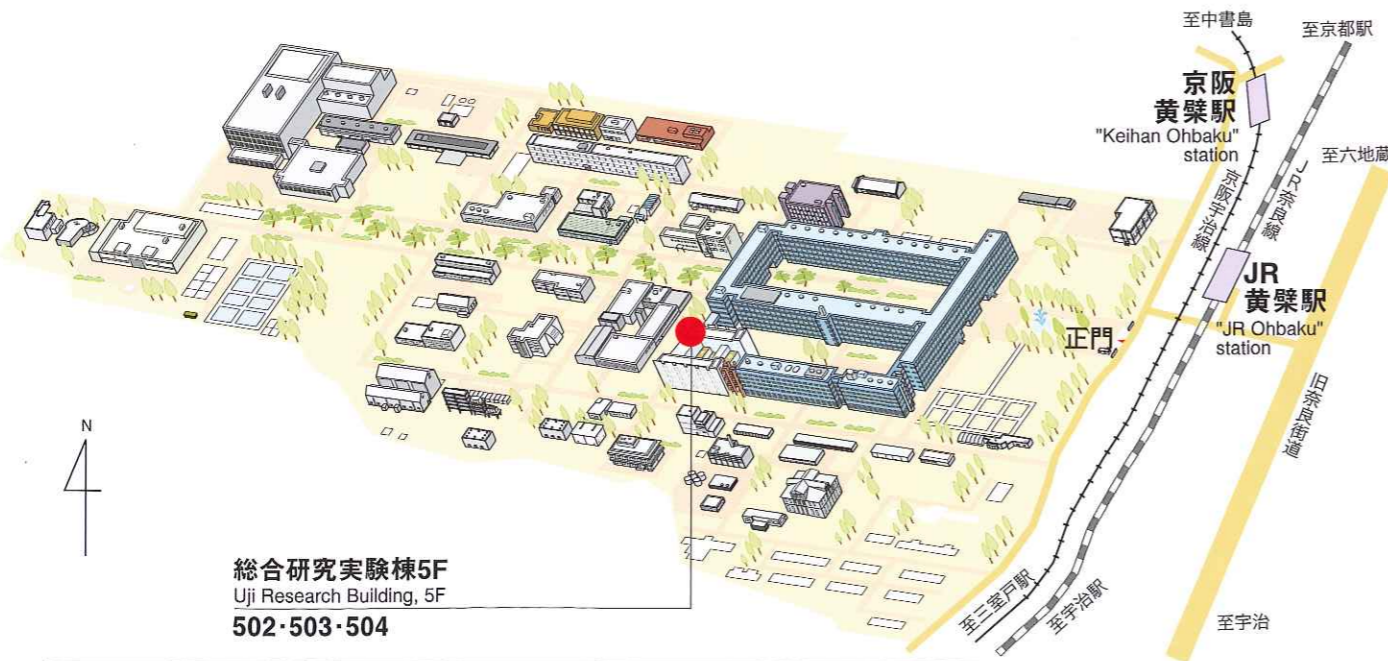 至中書島
至京都駅
京阪
黄檗駅
"Keihan Ohbaku"
station
至六地蔵
京阪宇治線
JR奈良線
JR
黄檗駅
"JR Ohbaku"
station
正門
旧奈良街道
N
総合研究実験棟5F
Uji Research Building, 5F
502・503・504
至三室戸駅
至宇治駅
至宇治